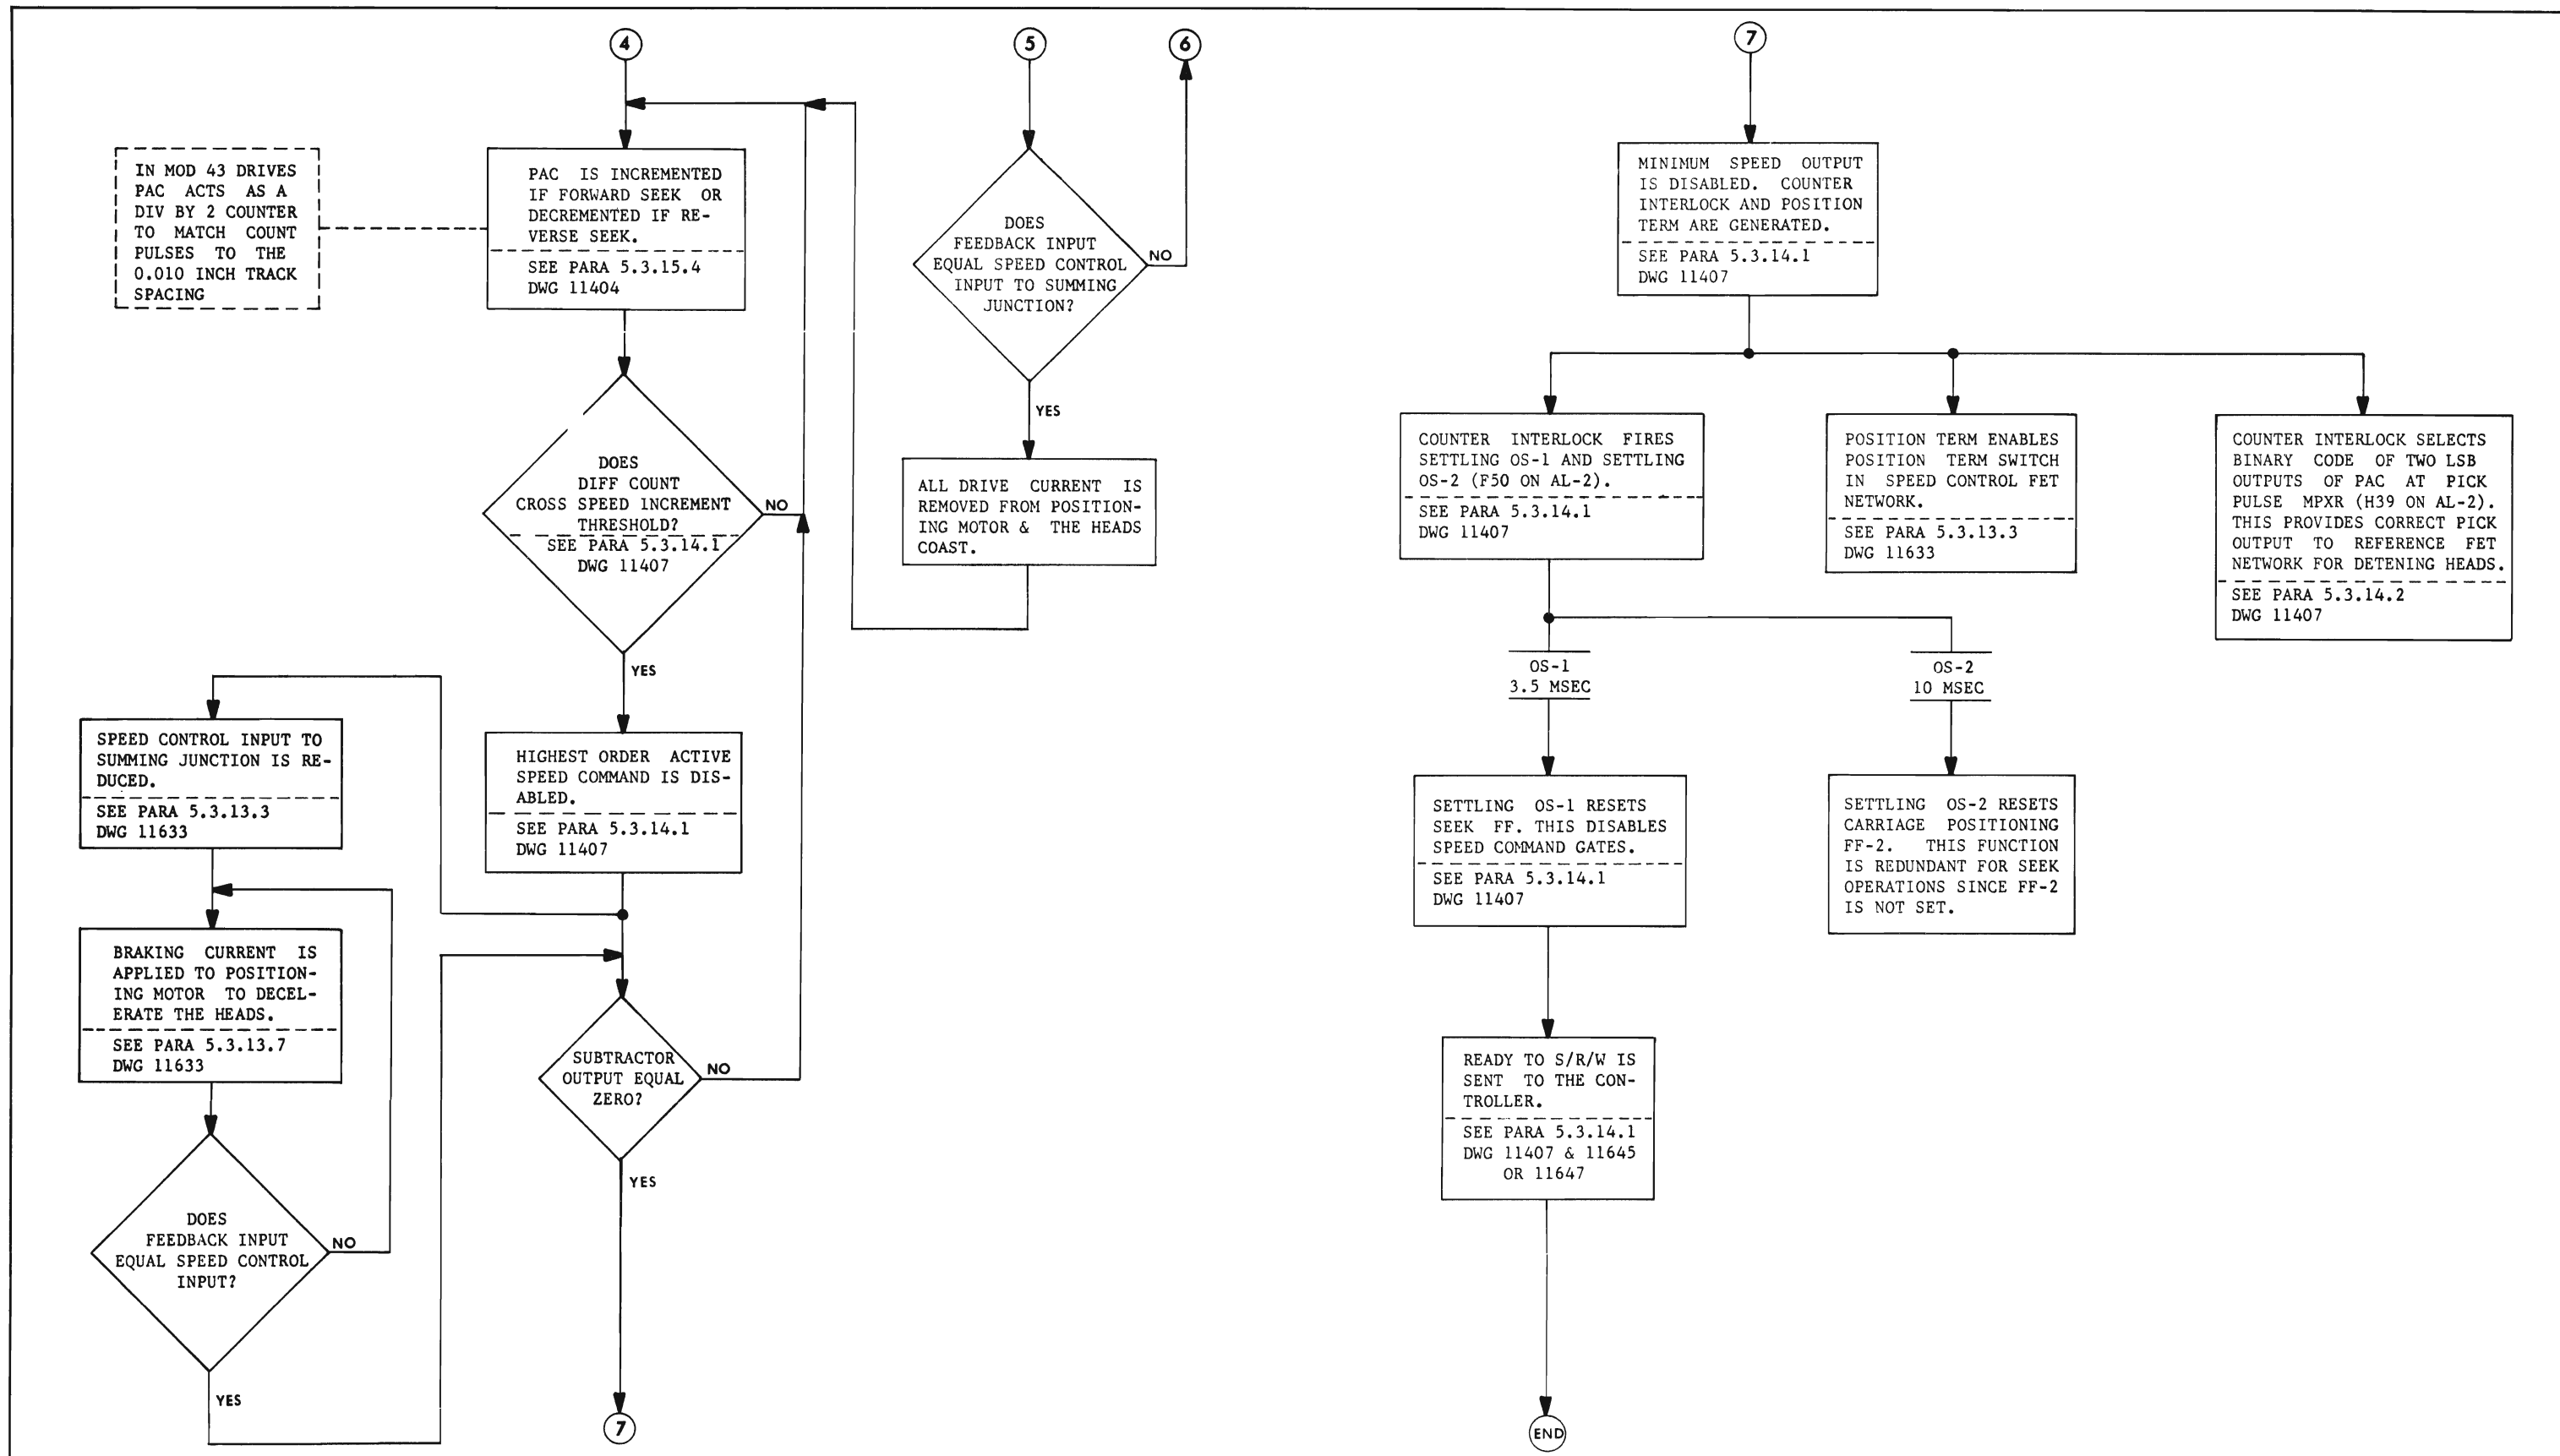 4
IN MOD 43 DRIVES
PAC ACTS AS A
DIV BY 2 COUNTER
TO MATCH COUNT
PULSES TO THE
0.010 INCH TRACK
SPACING
PAC IS INCREMENTED
IF FORWARD SEEK OR
DECREMENTED IF RE-
VERSE SEEK.
SEE PARA 5.3.15.4
DWG 11404
DOES
DIFF COUNT
CROSS SPEED INCREMENT
THRESHOLD?
SEE PARA 5.3.14.1
DWG 11407
NO
YES
HIGHEST ORDER ACTIVE
SPEED COMMAND IS DIS-
ABLED.
SEE PARA 5.3.14.1
DWG 11407
SPEED CONTROL INPUT TO
SUMMING JUNCTION IS RE-
DUCED.
SEE PARA 5.3.13.3
DWG 11633
BRAKING CURRENT IS
APPLIED TO POSITION-
ING MOTOR TO DECEL-
ERATE THE HEADS.
SEE PARA 5.3.13.7
DWG 11633
DOES
FEEDBACK INPUT
EQUAL SPEED CONTROL
INPUT?
NO
YES
SUBTRACTOR
OUTPUT EQUAL
ZERO?
NO
YES
7
5
6
DOES
FEEDBACK INPUT
EQUAL SPEED CONTROL
INPUT TO SUMMING
JUNCTION?
NO
YES
ALL DRIVE CURRENT IS
REMOVED FROM POSITION-
ING MOTOR & THE HEADS
COAST.
7
MINIMUM SPEED OUTPUT
IS DISABLED. COUNTER
INTERLOCK AND POSITION
TERM ARE GENERATED.
SEE PARA 5.3.14.1
DWG 11407
COUNTER INTERLOCK FIRES
SETTLING OS-1 AND SETTLING
OS-2 (F50 ON AL-2).
SEE PARA 5.3.14.1
DWG 11407
POSITION TERM ENABLES
POSITION TERM SWITCH
IN SPEED CONTROL FET
NETWORK.
SEE PARA 5.3.13.3
DWG 11633
COUNTER INTERLOCK SELECTS
BINARY CODE OF TWO LSB
OUTPUTS OF PAC AT PICK
PULSE MPXR (H39 ON AL-2).
THIS PROVIDES CORRECT PICK
OUTPUT TO REFERENCE FET
NETWORK FOR DETENING HEADS.
SEE PARA 5.3.14.2
DWG 11407
OS-1
3.5 MSEC
OS-2
10 MSEC
SETTLING OS-1 RESETS
SEEK FF. THIS DISABLES
SPEED COMMAND GATES.
SEE PARA 5.3.14.1
DWG 11407
SETTLING OS-2 RESETS
CARRIAGE POSITIONING
FF-2. THIS FUNCTION
IS REDUNDANT FOR SEEK
OPERATIONS SINCE FF-2
IS NOT SET.
READY TO S/R/W IS
SENT TO THE CON-
TROLLER.
SEE PARA 5.3.14.1
DWG 11407 & 11645
OR 11647
END